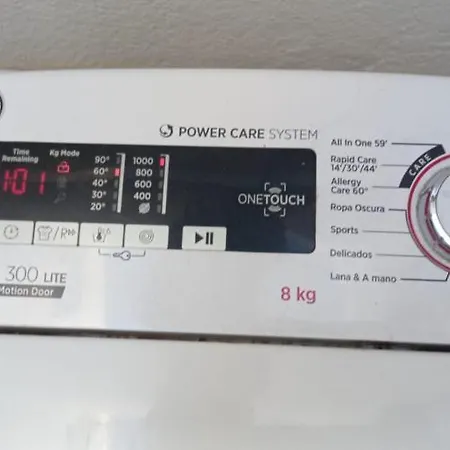 POWER CARE SYSTEM
Time Remaining
Kg Mode
1:01
90°
60°
40°
30°
20°
1000
800
600
400
ONETOUCH
All In One 59'
Rapid Care
14'/30'/44'
Allergy
Care 60°
Ropa Oscura
Sports
Delicados
Lana & A mano
CARE
300 LITE
Motion Door
8 kg